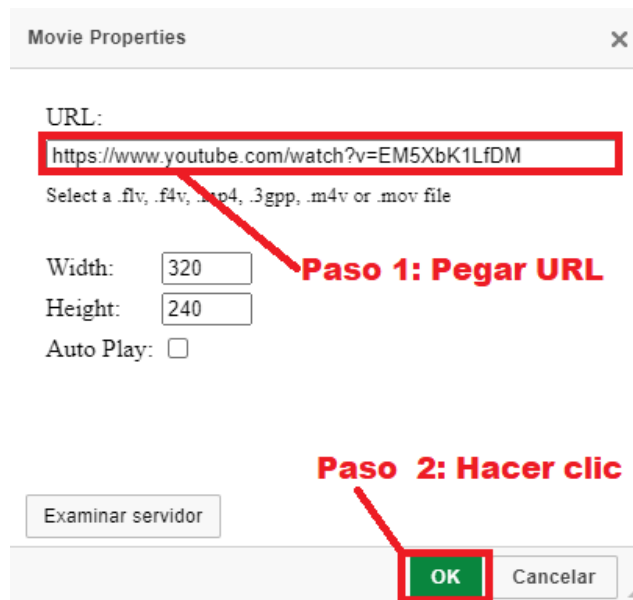 Movie Properties
URL:
https://www.youtube.com/watch?v=EM5XbK1LfDM
Select a .flv, .f4v, .mp4, .3gpp, .m4v or .mov file
Paso 1: Pegar URL
Width: 320
Height: 240
Auto Play:
Paso 2: Hacer clic
Examinar servidor
OK Cancelar